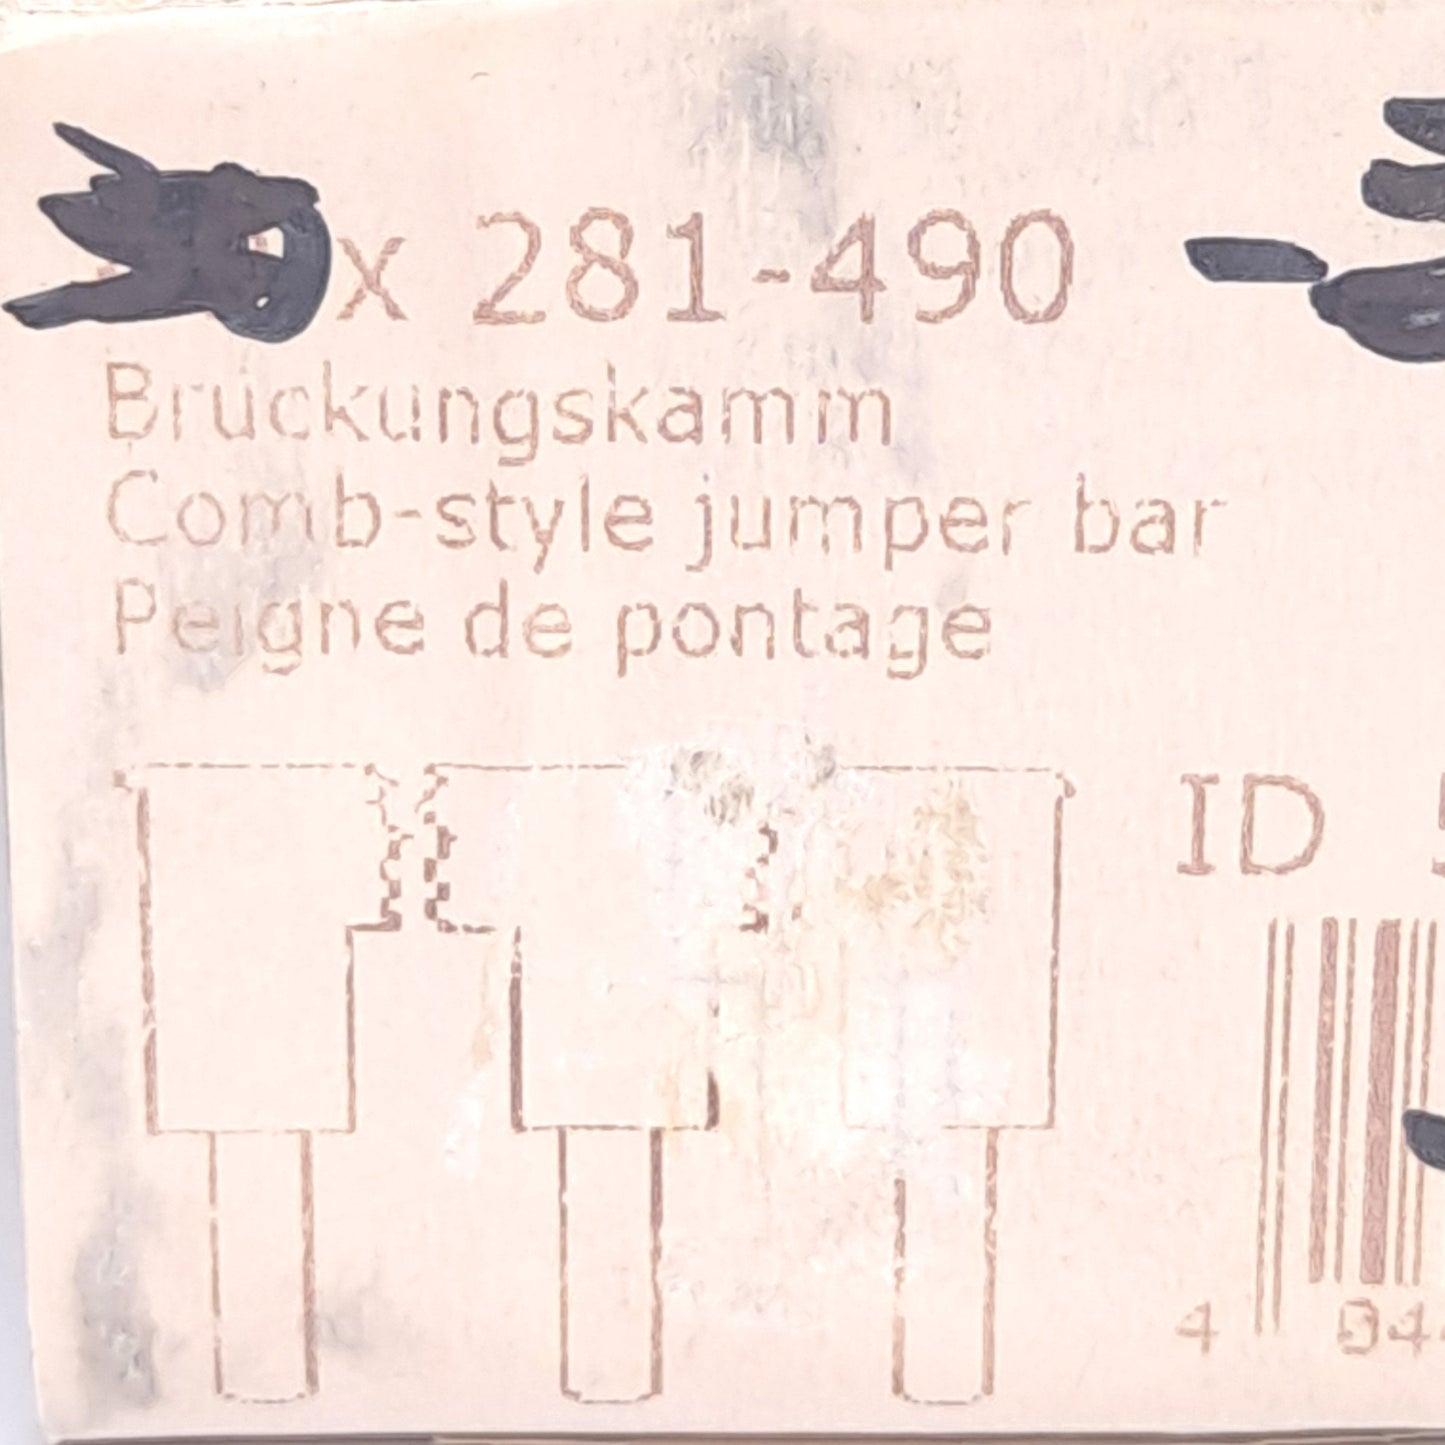 x 281-490
Brückungskamm
Comb-style jumper bar
Peigne de pontage
ID
4